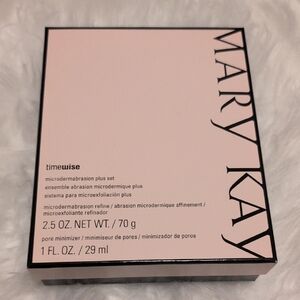 MARY KAY
timewise
microdermabrasion plus set
ensemble abrasion microdermique plus
sistema para microexfoliación plus
microdermabrasion refine / abrasion microdermique affinement /
microexfoliante refinador
2.5 OZ. NET WT. / 70 g
pore minimizer / minimiseur de pores / minimizador de poros
1 FL. OZ. / 29 ml